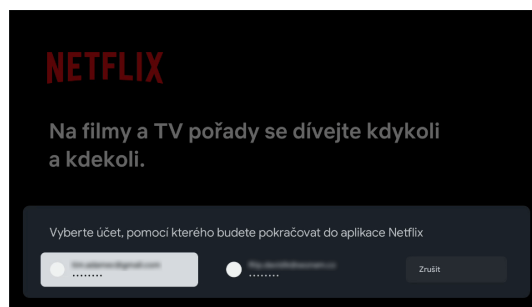 NETFLIX
Na filmy a TV pořady se dívejte kdykoli
a kdekoli.
Vyberte účet, pomocí kterého budete pokračovat do aplikace Netflix
••••••••
••••••••
Zrušit